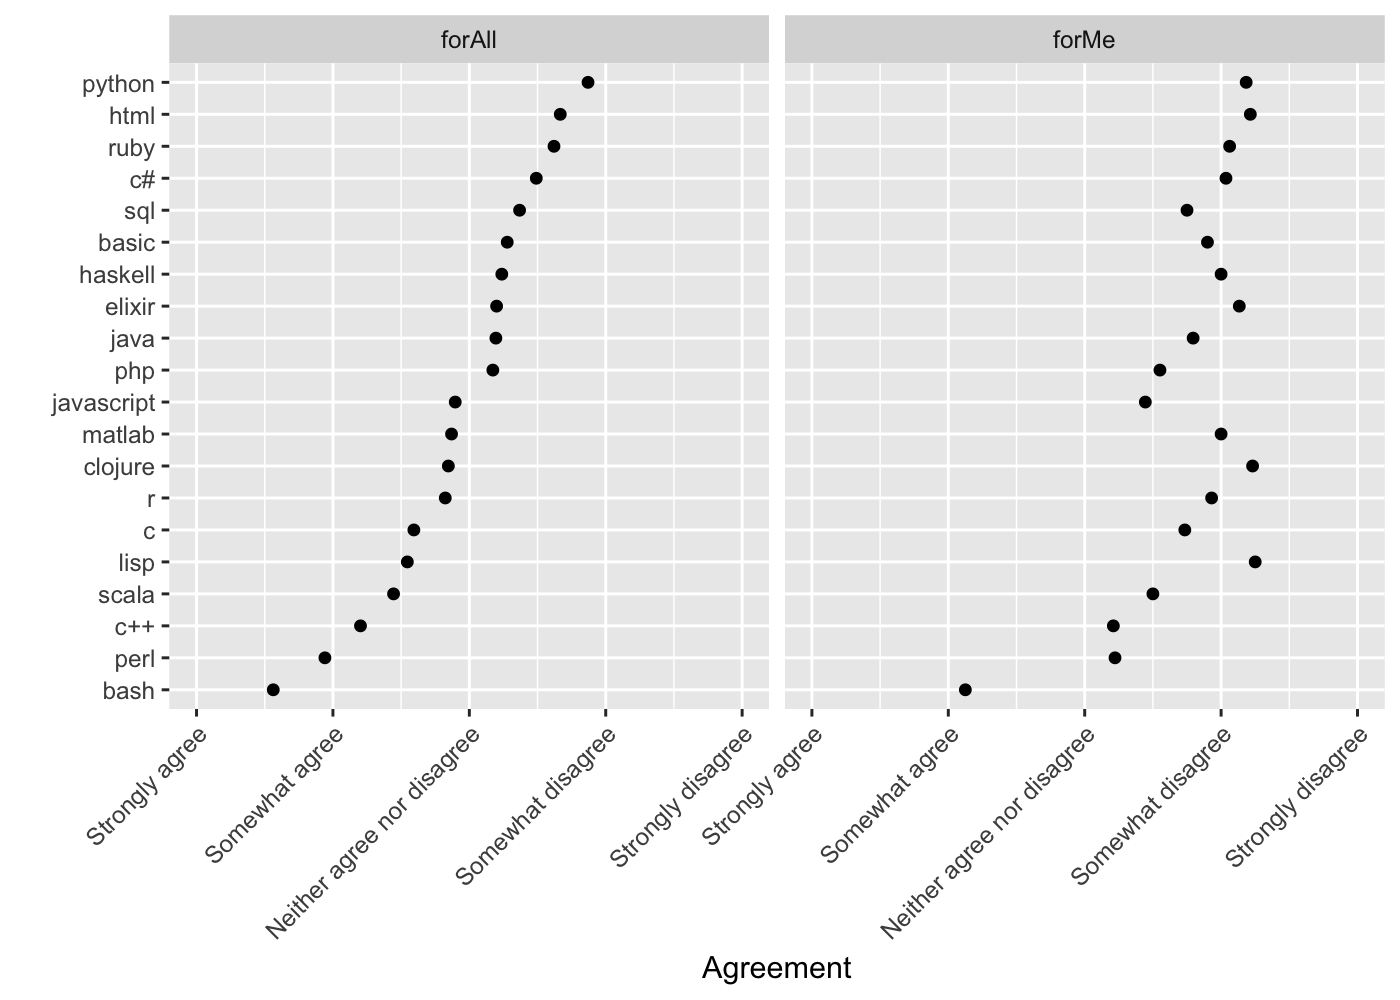 forAll
forMe
python
html
ruby
c#
sql
basic
haskell
elixir
java
php
javascript
matlab
clojure
r
c
lisp
scala
c++
perl
bash
Strongly agree
Somewhat agree
Neither agree nor disagree
Somewhat disagree
Strongly disagree
Strongly agree
Somewhat agree
Neither agree nor disagree
Somewhat disagree
Strongly disagree
Agreement